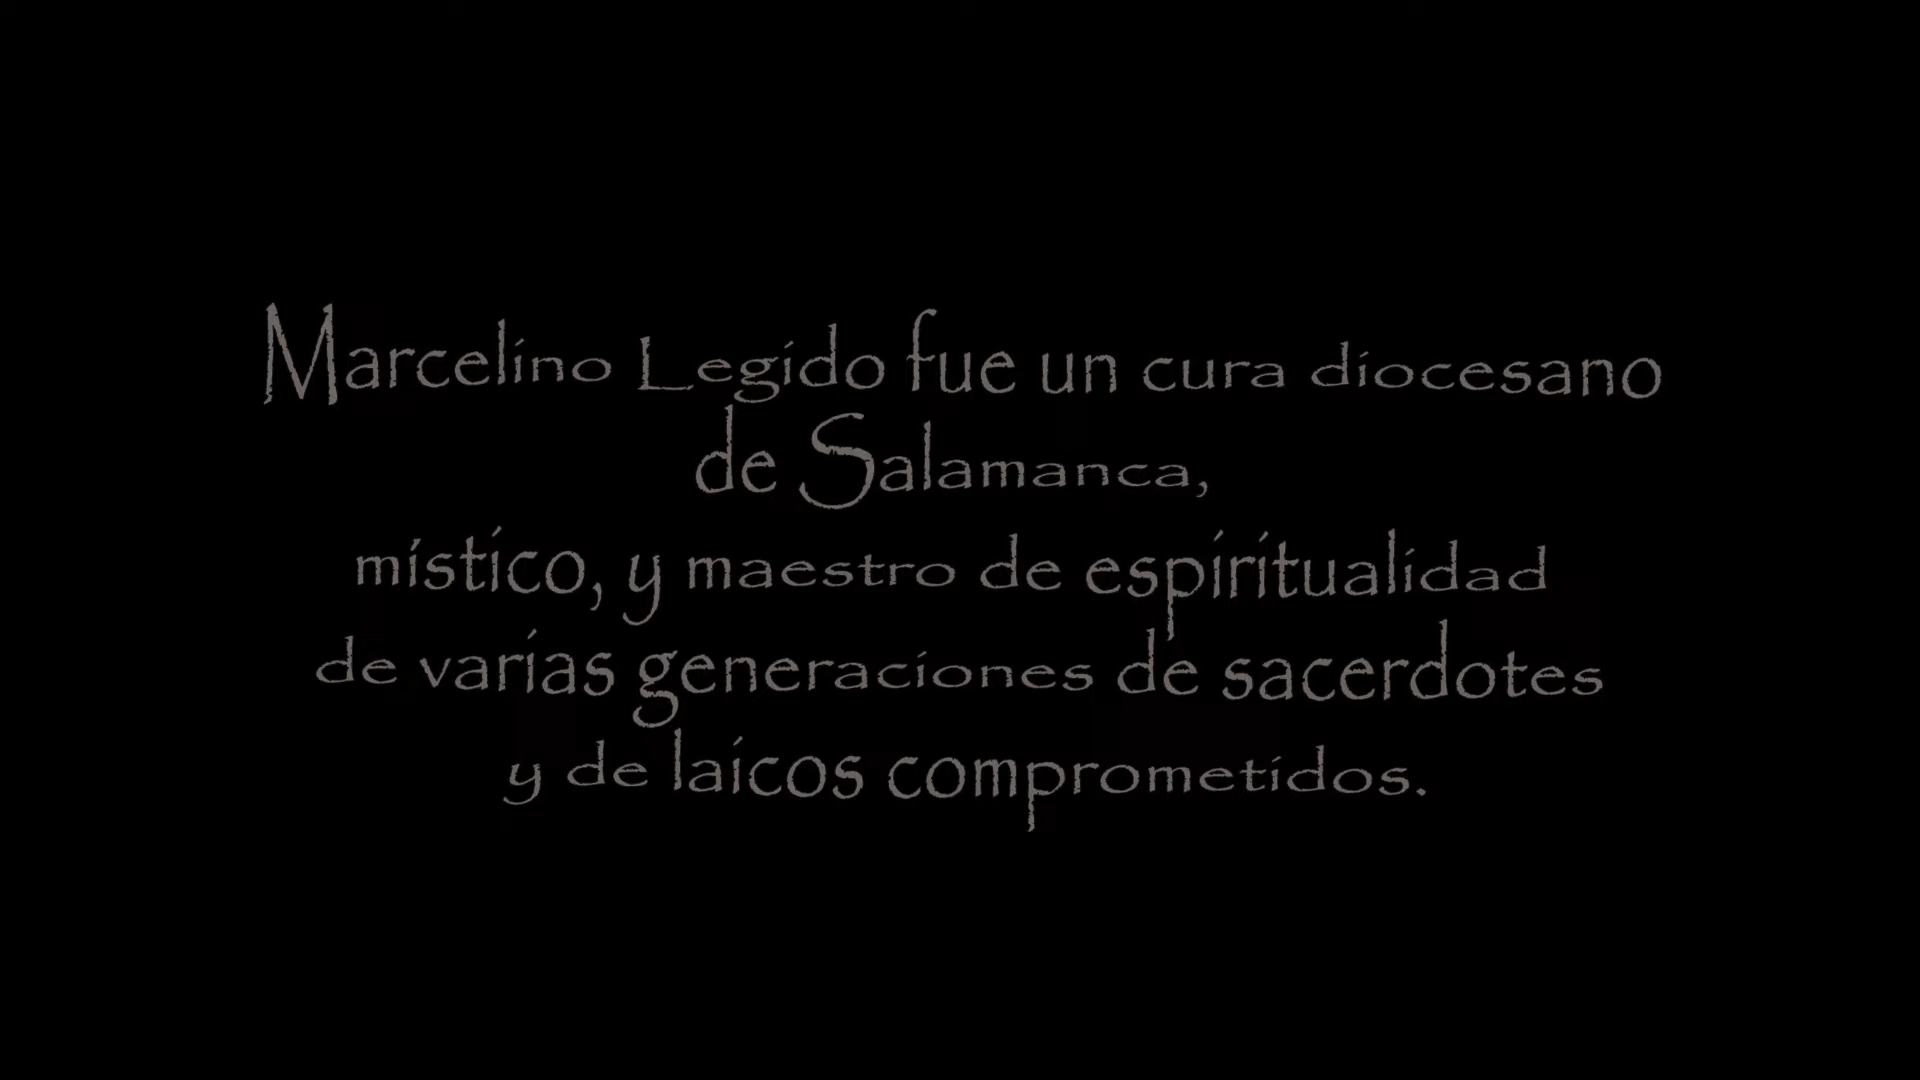 Marcelino Legido fue un cura diocesano
de Salamanca,
místico, y maestro de espiritualidad
de varias generaciones de sacerdotes
y de laicos comprometidos.